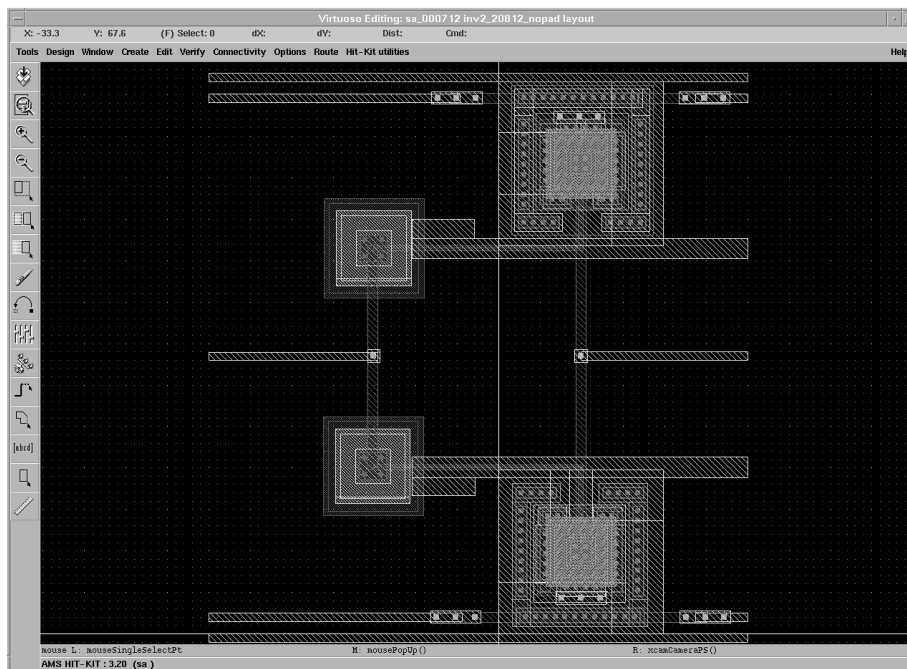 Virtuoso Editing: sa_000712 inv2_20812_nopad layout
X: -33.3 Y: 67.6 (F) Select: 0 dX: dY: Dist: Cmd:
Tools Design Window Create Edit Verify Connectivity Options Route Hit-Kit utilities Help
[abcd]
mouse L: mouseSingleSelectPt M: mousePopUp() R: xcamCameraPS()
AMS HIT-KIT : 3.20 (sa )